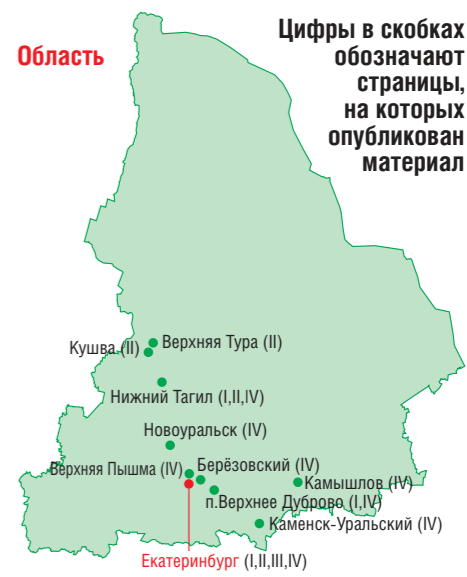 Область
Цифры в скобках
обозначают
страницы,
на которых
опубликован
материал
Верхняя Тура (II)
Кушва (II)
Нижний Тагил (I,II,IV)
Новоуральск (IV)
Верхняя Пышма (IV)
Берёзовский (IV)
Камышлов (IV)
п.Верхнее Дуброво (I,IV)
Каменск-Уральский (IV)
Екатеринбург (I,II,III,IV)